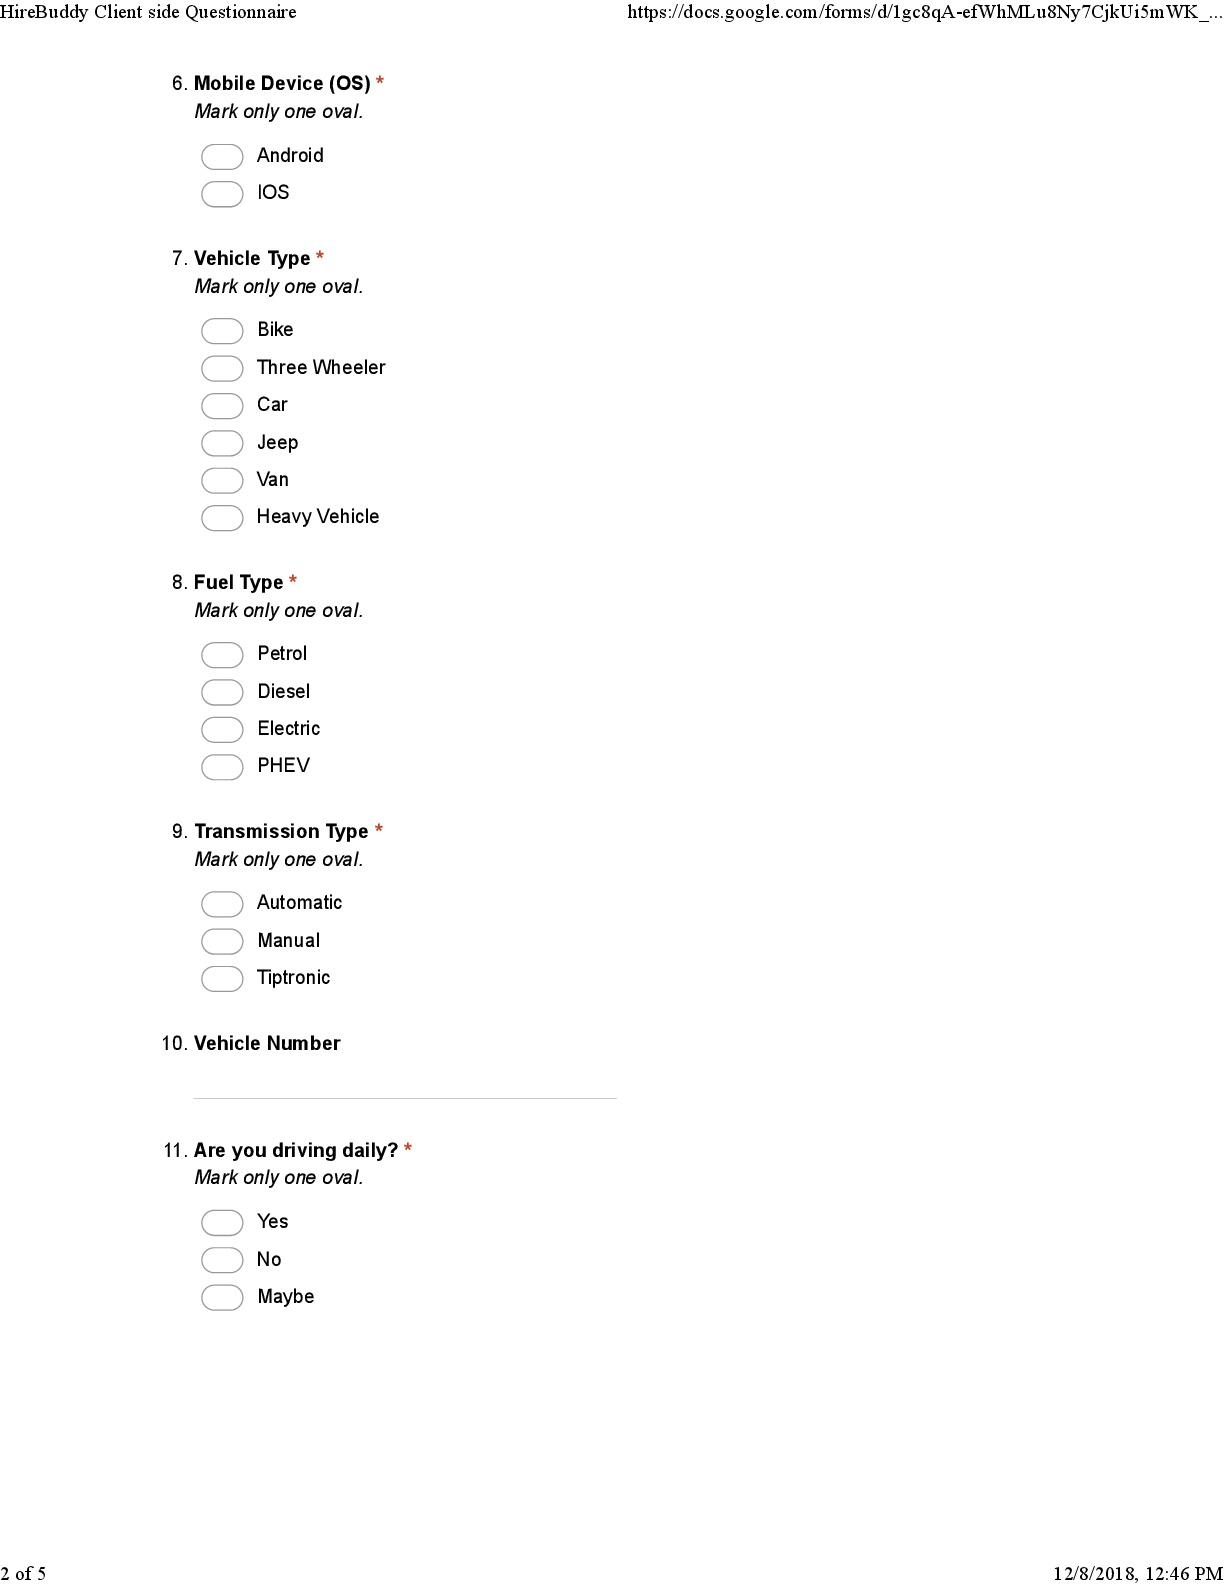 HireBuddy Client side Questionnaire https://docs.google.com/forms/d/1gc8qA-efWhMLu8Ny7CjkUi5mWK_...
6. Mobile Device (OS) *
Mark only one oval.
Android
IOS
7. Vehicle Type *
Mark only one oval.
Bike
Three Wheeler
Car
Jeep
Van
Heavy Vehicle
8. Fuel Type *
Mark only one oval.
Petrol
Diesel
Electric
PHEV
9. Transmission Type *
Mark only one oval.
Automatic
Manual
Tiptronic
10. Vehicle Number
11. Are you driving daily? *
Mark only one oval.
Yes
No
Maybe
2 of 5 12/8/2018, 12:46 PM